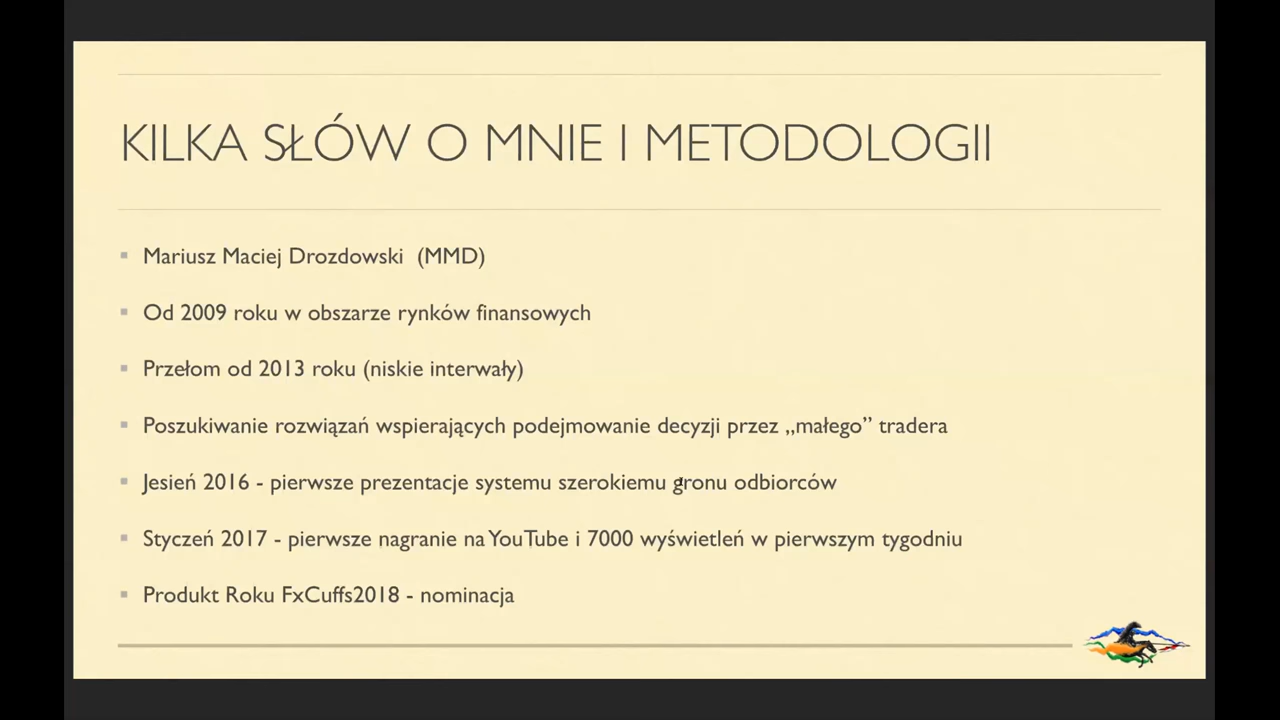 KILKA SŁÓW O MNIE I METODOLOGII
Mariusz Maciej Drozdowski (MMD)
Od 2009 roku w obszarze rynków finansowych
Przełom od 2013 roku (niskie interwały)
Poszukiwanie rozwiązań wspierających podejmowanie decyzji przez „małego” tradera
Jesień 2016 - pierwsze prezentacje systemu szerokiemu gronu odbiorców
Styczeń 2017 - pierwsze nagranie na YouTube i 7000 wyświetleń w pierwszym tygodniu
Produkt Roku FxCuffs2018 - nominacja